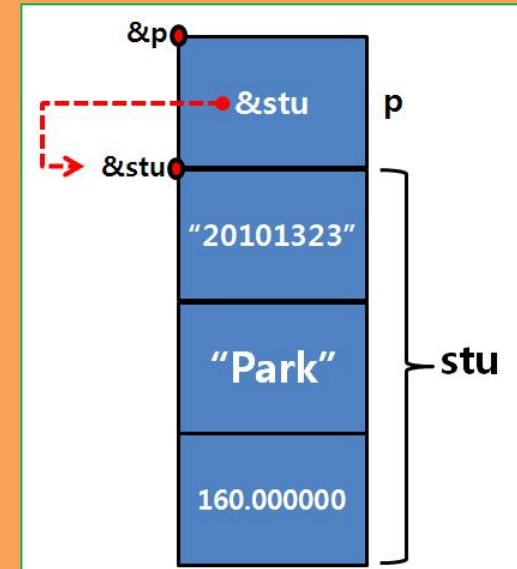 &p
&stu p
&stu
“20101323”
“Park” stu
160.000000